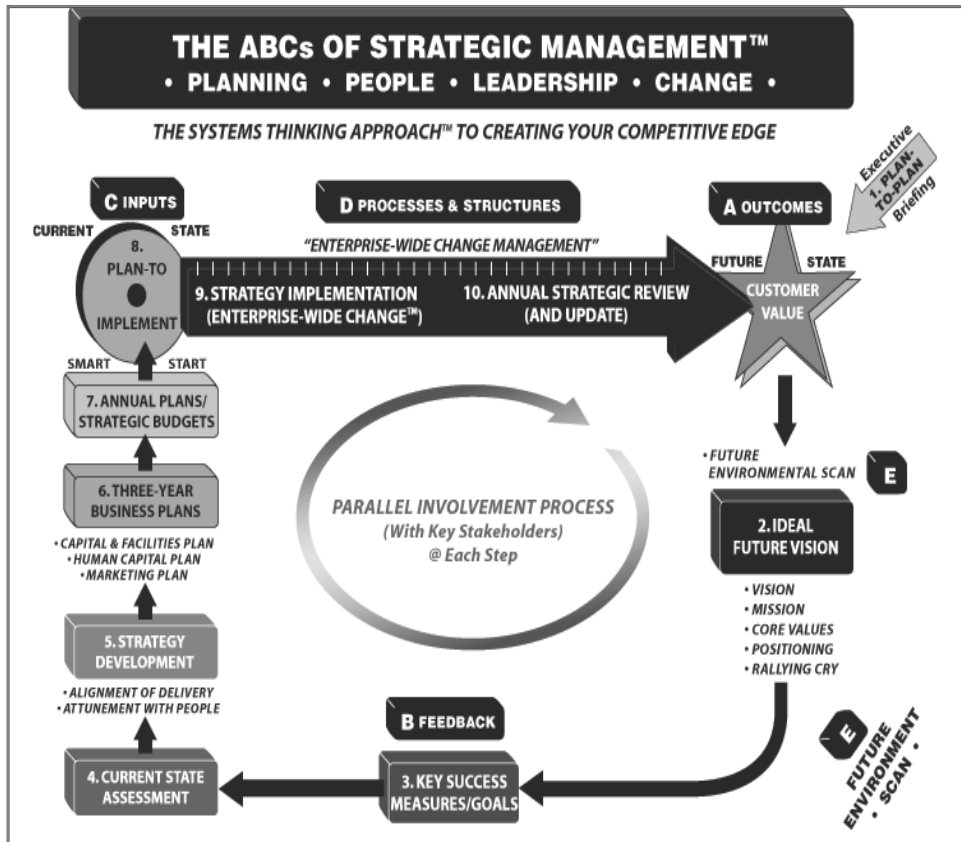 THE ABCs OF STRATEGIC MANAGEMENT™
• PLANNING • PEOPLE • LEADERSHIP • CHANGE •
THE SYSTEMS THINKING APPROACH™ TO CREATING YOUR COMPETITIVE EDGE
Executive
1. PLAN-
TO-PLAN
Briefing
C INPUTS
D PROCESSES & STRUCTURES
A OUTCOMES
CURRENT STATE
"ENTERPRISE-WIDE CHANGE MANAGEMENT"
FUTURE STATE
8.
PLAN-TO
IMPLEMENT
9. STRATEGY IMPLEMENTATION
(ENTERPRISE-WIDE CHANGE™)
10. ANNUAL STRATEGIC REVIEW
(AND UPDATE)
CUSTOMER
VALUE
SMART START
7. ANNUAL PLANS/
STRATEGIC BUDGETS
6. THREE-YEAR
BUSINESS PLANS
• CAPITAL & FACILITIES PLAN
• HUMAN CAPITAL PLAN
• MARKETING PLAN
5. STRATEGY
DEVELOPMENT
• ALIGNMENT OF DELIVERY
• ATTUNEMENT WITH PEOPLE
4. CURRENT STATE
ASSESSMENT
PARALLEL INVOLVEMENT PROCESS
(With Key Stakeholders)
@ Each Step
B FEEDBACK
3. KEY SUCCESS
MEASURES/GOALS
• FUTURE
ENVIRONMENTAL SCAN
E
2. IDEAL
FUTURE VISION
• VISION
• MISSION
• CORE VALUES
• POSITIONING
• RALLYING CRY
E
FUTURE
ENVIRONMENT
• SCAN •